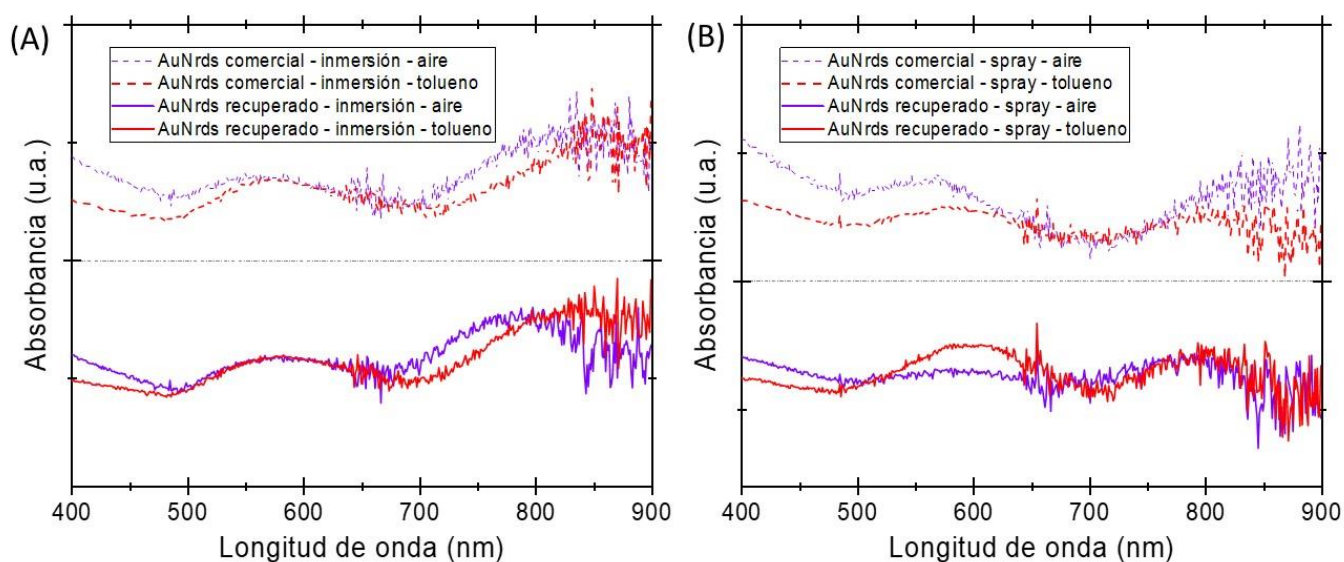 (A)
AuNrds comercial - inmersión - aire
AuNrds comercial - inmersión - tolueno
AuNrds recuperado - inmersión - aire
AuNrds recuperado - inmersión - tolueno
Absorbancia (u.a.)
400 500 600 700 800 900
Longitud de onda (nm)
(B)
AuNrds comercial - spray - aire
AuNrds comercial - spray - tolueno
AuNrds recuperado - spray - aire
AuNrds recuperado - spray - tolueno
Absorbancia (u.a.)
400 500 600 700 800 900
Longitud de onda (nm)